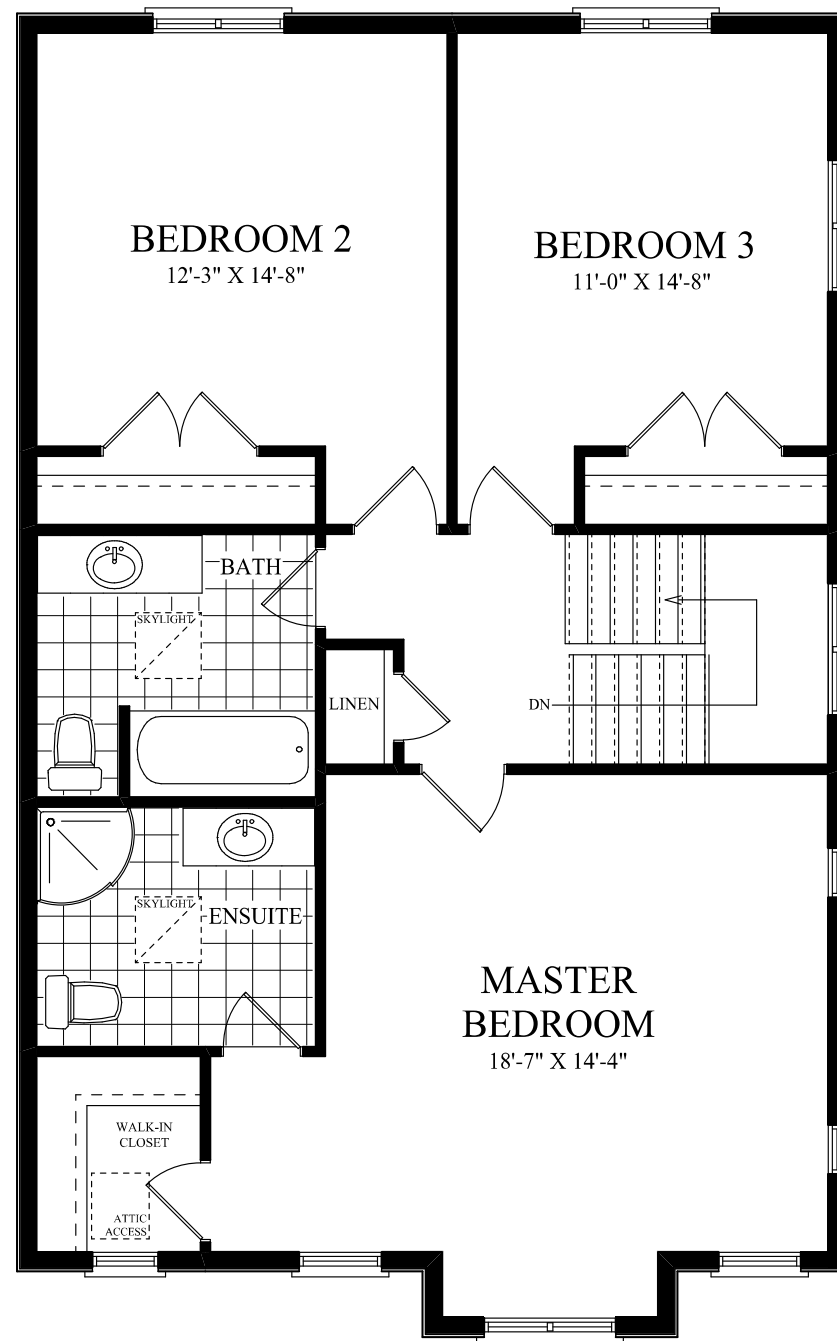 BEDROOM 2
12'-3" X 14'-8"
BEDROOM 3
11'-0" X 14'-8"
BATH
SKYLIGHT
LINEN
DN
SKYLIGHT
ENSUITE
MASTER
BEDROOM
18'-7" X 14'-4"
WALK-IN
CLOSET
ATTIC
ACCESS